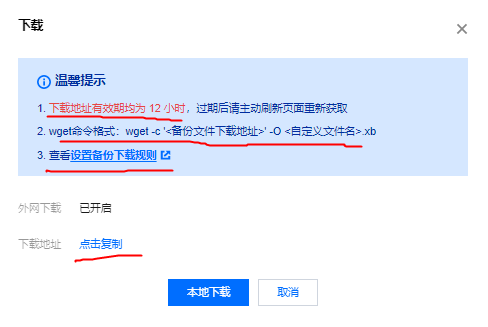 下载
温馨提示
1. 下载地址有效期均为 12 小时，过期后请主动刷新页面重新获取
2. wget命令格式：wget -c '<备份文件下载地址>' -O <自定义文件名>.xb
3. 查看设置备份下载规则
外网下载 已开启
下载地址 点击复制
本地下载 取消